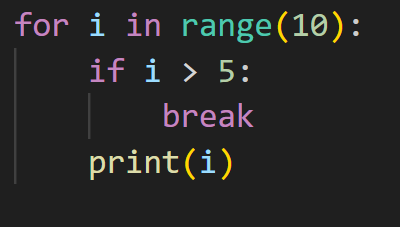 for i in range(10):
    if i > 5:
        break
    print(i)